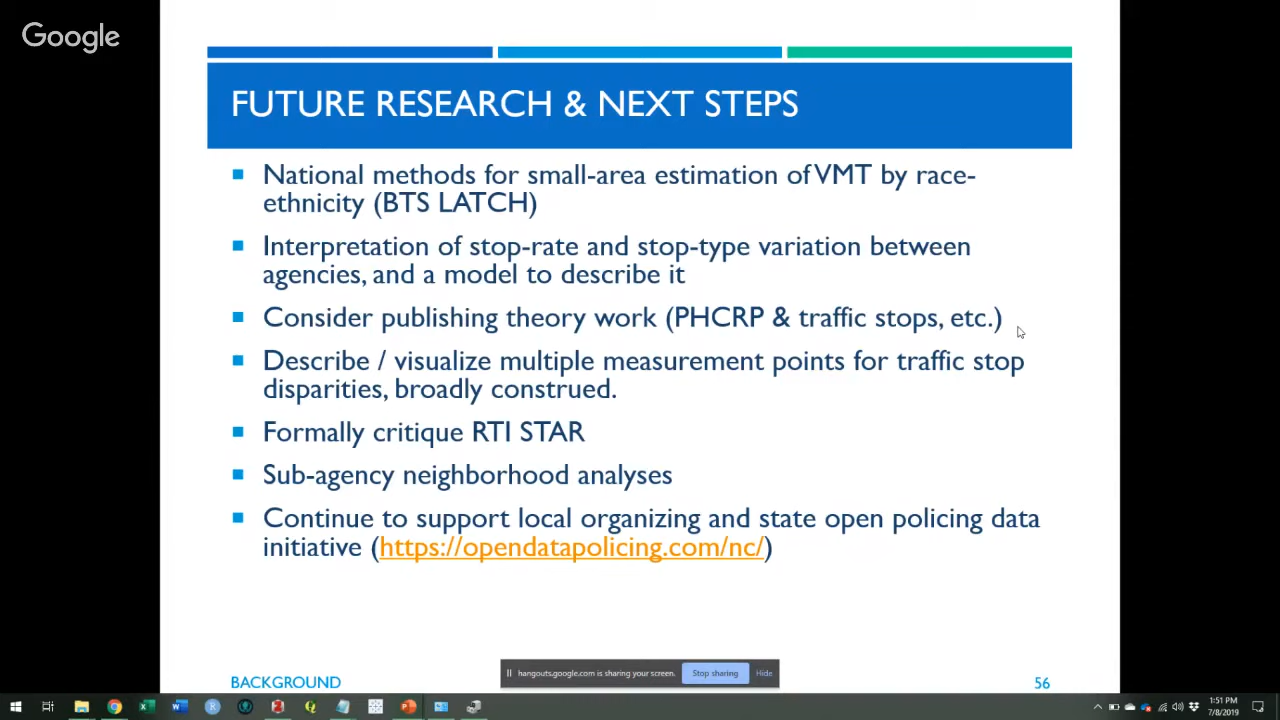 Google
FUTURE RESEARCH & NEXT STEPS
National methods for small-area estimation of VMT by race-
ethnicity (BTS LATCH)
Interpretation of stop-rate and stop-type variation between
agencies, and a model to describe it
Consider publishing theory work (PHCRP & traffic stops, etc.)
Describe / visualize multiple measurement points for traffic stop
disparities, broadly construed.
Formally critique RTI STAR
Sub-agency neighborhood analyses
Continue to support local organizing and state open policing data
initiative (https://opendatapolicing.com/nc/)
hangouts.google.com is sharing your screen. Stop sharing Hide
BACKGROUND 56
1:51 PM
7/8/2019